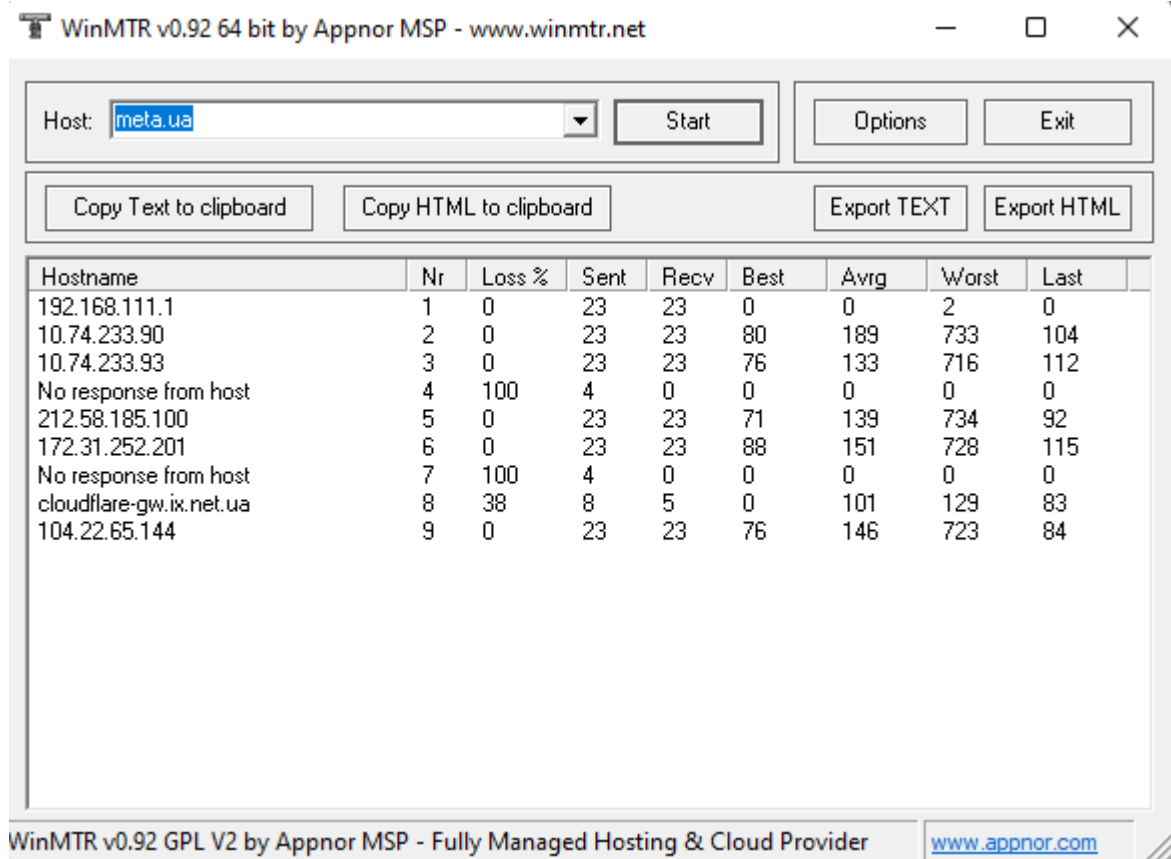 WinMTR v0.92 64 bit by Appnor MSP - www.winmtr.net
Host: meta.ua Start Options Exit
Copy Text to clipboard Copy HTML to clipboard Export TEXT Export HTML
Hostname Nr Loss % Sent Recv Best Avrg Worst Last
192.168.111.1 1 0 23 23 0 0 2 0
10.74.233.90 2 0 23 23 80 189 733 104
10.74.233.93 3 0 23 23 76 133 716 112
No response from host 4 100 4 0 0 0 0 0
212.58.185.100 5 0 23 23 71 139 734 92
172.31.252.201 6 0 23 23 88 151 728 115
No response from host 7 100 4 0 0 0 0 0
cloudflare-gw.ix.net.ua 8 38 8 5 0 101 129 83
104.22.65.144 9 0 23 23 76 146 723 84
WinMTR v0.92 GPL V2 by Appnor MSP - Fully Managed Hosting & Cloud Provider www.appnor.com